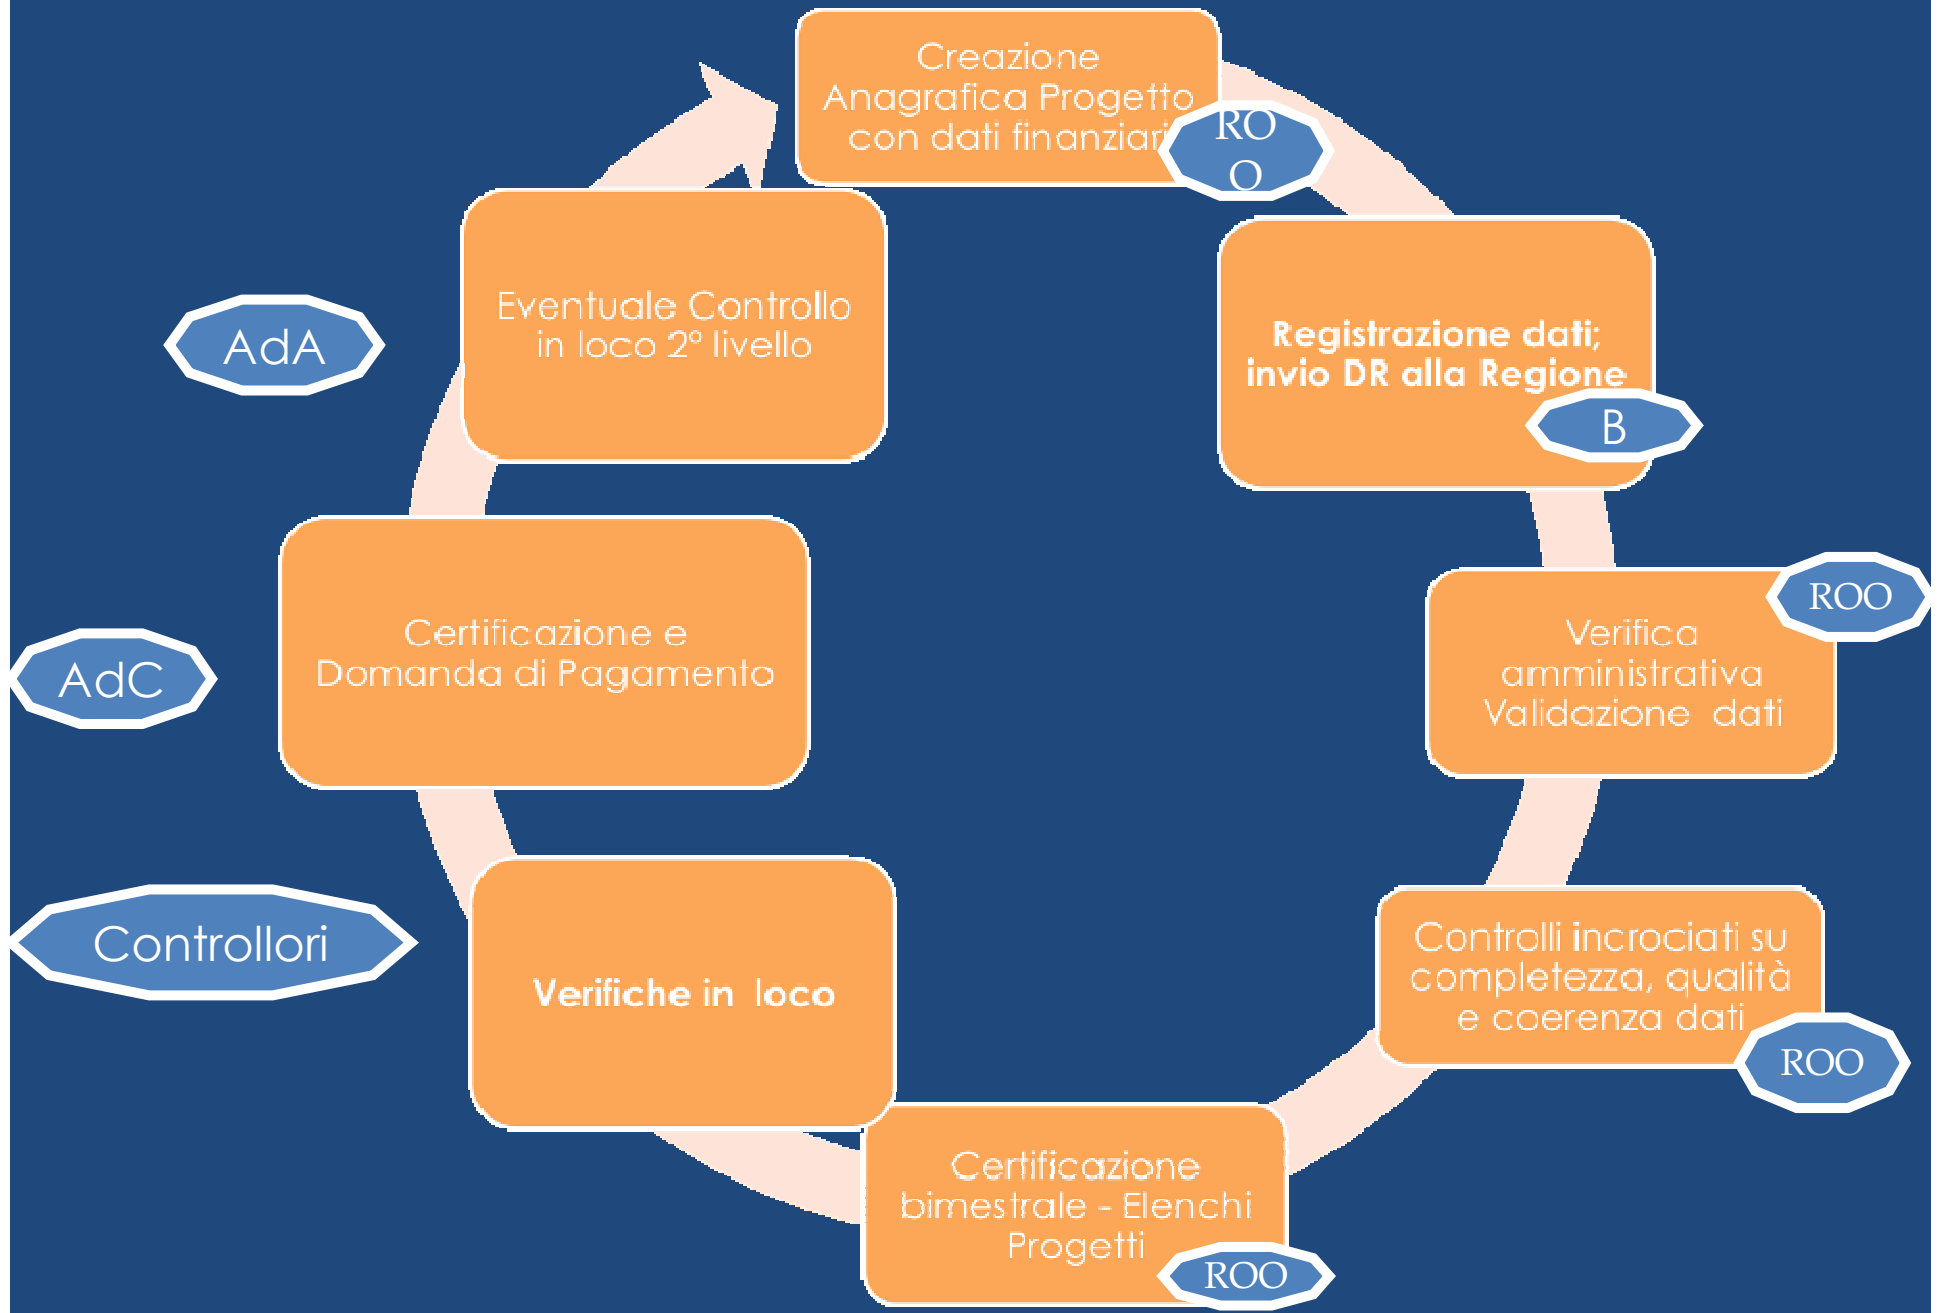 Creazione
Anagrafica Progetto
con dati finanziari
RO
O
Registrazione dati;
invio DR alla Regione
B
ROO
Verifica
amministrativa
Validazione dati
Controlli incrociati su
completezza, qualità
e coerenza dati
ROO
Certificazione
bimestrale - Elenchi
Progetti
ROO
Verifiche in loco
Controllori
Certificazione e
Domanda di Pagamento
AdC
Eventuale Controllo
in loco 2° livello
AdA